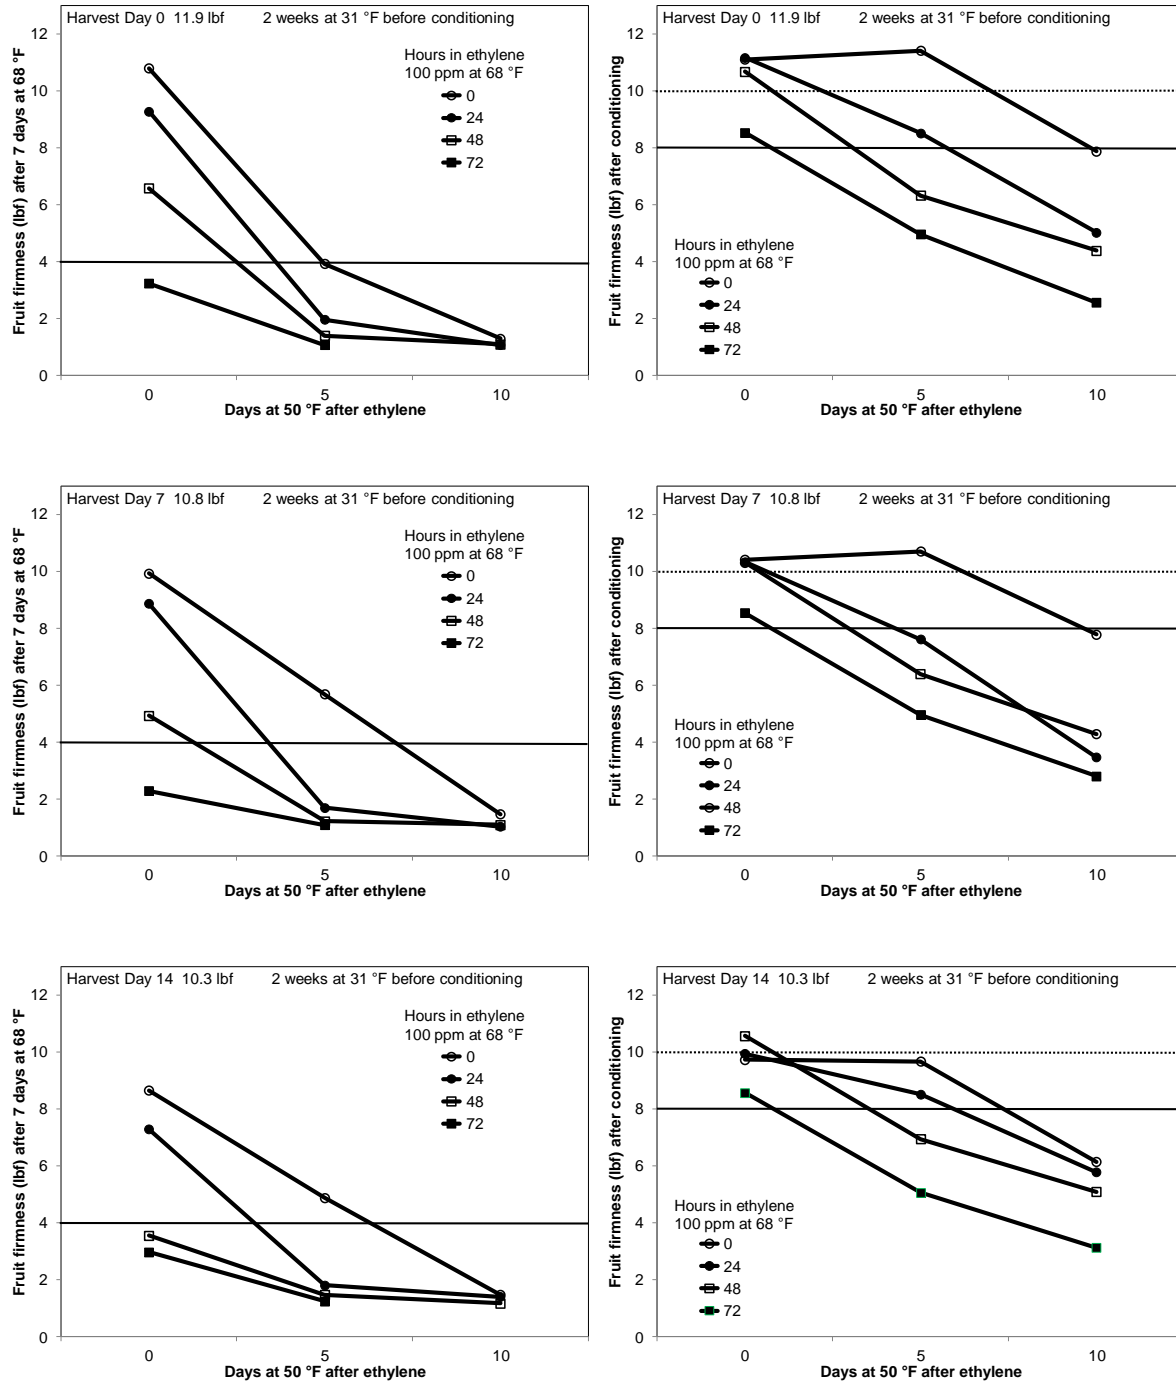 Harvest Day 0 11.9 lbf 2 weeks at 31 °F before conditioning
Fruit firmness (lbf) after 7 days at 68 °F
12
10
8
6
4
2
0
Hours in ethylene
100 ppm at 68 °F
0
24
48
72
0 5 10
Days at 50 °F after ethylene
Harvest Day 0 11.9 lbf 2 weeks at 31 °F before conditioning
Fruit firmness (lbf) after conditioning
12
10
8
6
4
2
0
Hours in ethylene
100 ppm at 68 °F
0
24
48
72
0 5 10
Days at 50 °F after ethylene
Harvest Day 7 10.8 lbf 2 weeks at 31 °F before conditioning
Fruit firmness (lbf) after 7 days at 68 °F
12
10
8
6
4
2
0
Hours in ethylene
100 ppm at 68 °F
0
24
48
72
0 5 10
Days at 50 °F after ethylene
Harvest Day 7 10.8 lbf 2 weeks at 31 °F before conditioning
Fruit firmness (lbf) after conditioning
12
10
8
6
4
2
0
Hours in ethylene
100 ppm at 68 °F
0
24
48
72
0 5 10
Days at 50 °F after ethylene
Harvest Day 14 10.3 lbf 2 weeks at 31 °F before conditioning
Fruit firmness (lbf) after 7 days at 68 °F
12
10
8
6
4
2
0
Hours in ethylene
100 ppm at 68 °F
0
24
48
72
0 5 10
Days at 50 °F after ethylene
Harvest Day 14 10.3 lbf 2 weeks at 31 °F before conditioning
Fruit firmness (lbf) after conditioning
12
10
8
6
4
2
0
Hours in ethylene
100 ppm at 68 °F
0
24
48
72
0 5 10
Days at 50 °F after ethylene